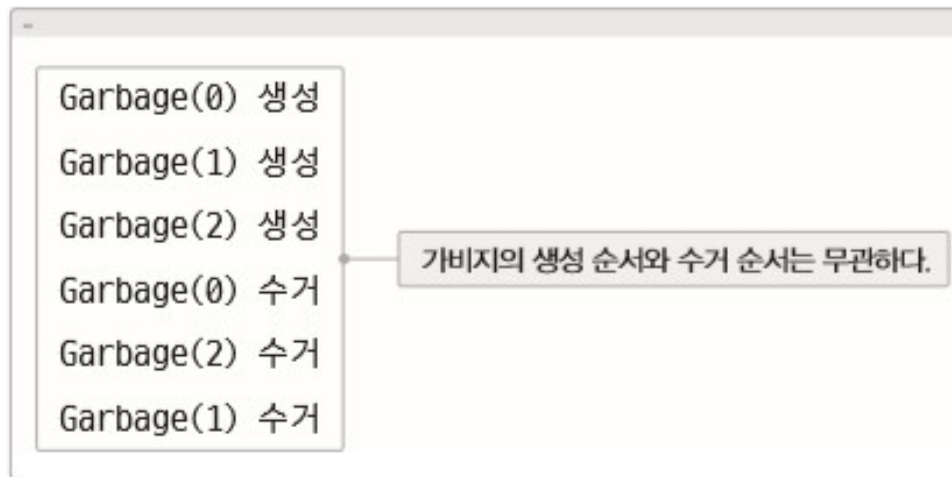 Garbage(0) 생성
Garbage(1) 생성
Garbage(2) 생성
Garbage(0) 수거
Garbage(2) 수거
Garbage(1) 수거
가비지의 생성 순서와 수거 순서는 무관하다.